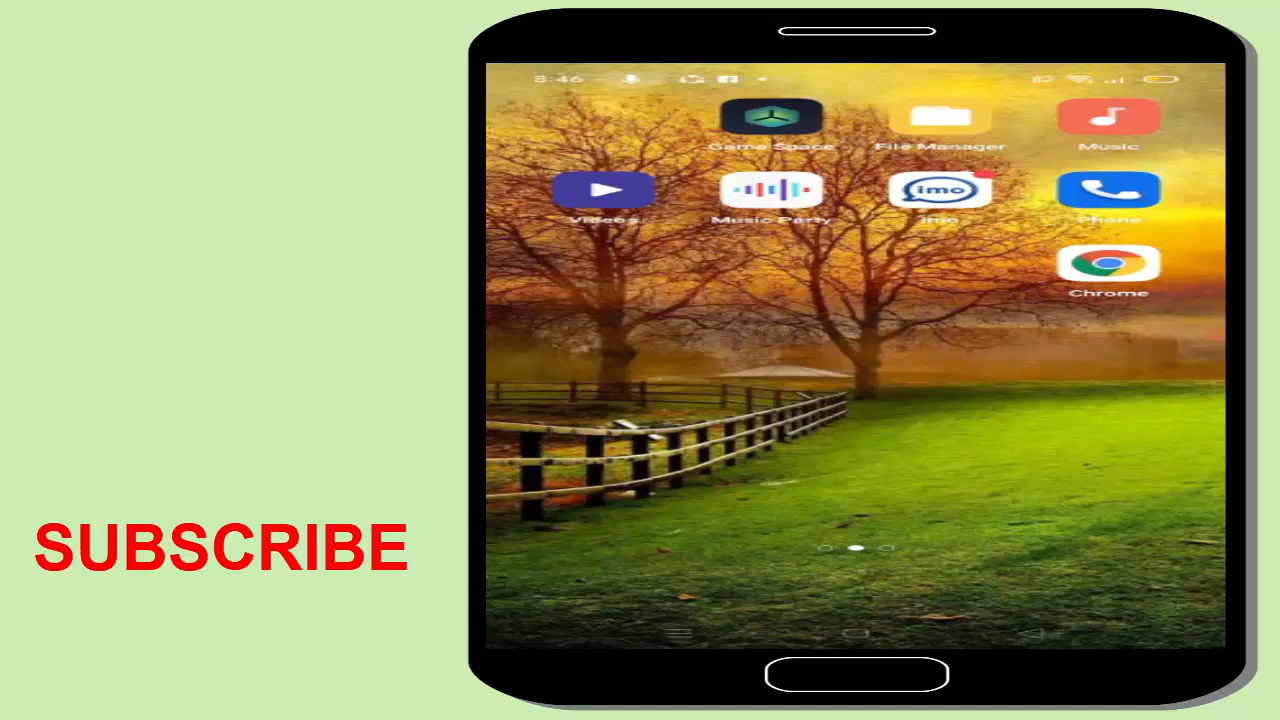 8:46
Game Space File Manager Music
imo
Videos Music Party imo Phone
Chrome
SUBSCRIBE